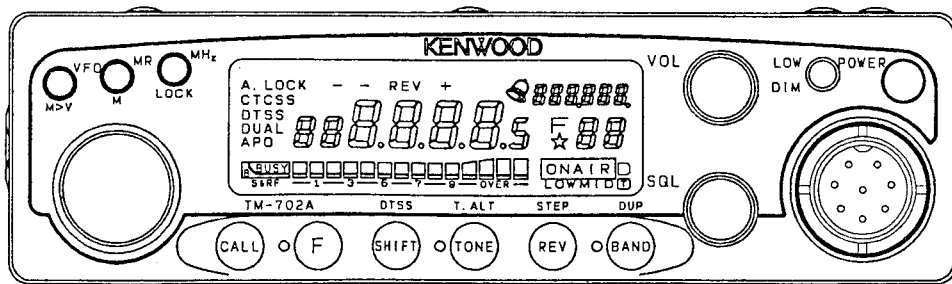 KENWOOD
VFO MR MHz
M>V M LOCK
VOL LOW POWER
DIM
A. LOCK - - REV +
CTCSS
DTSS
DUAL
APO
BUSY ON AIR D
S&RF 1 3 5 7 9 OVER LOW MID T
SQL
TM-702A DTSS T. ALT STEP DUP
CALL F SHIFT TONE REV BAND